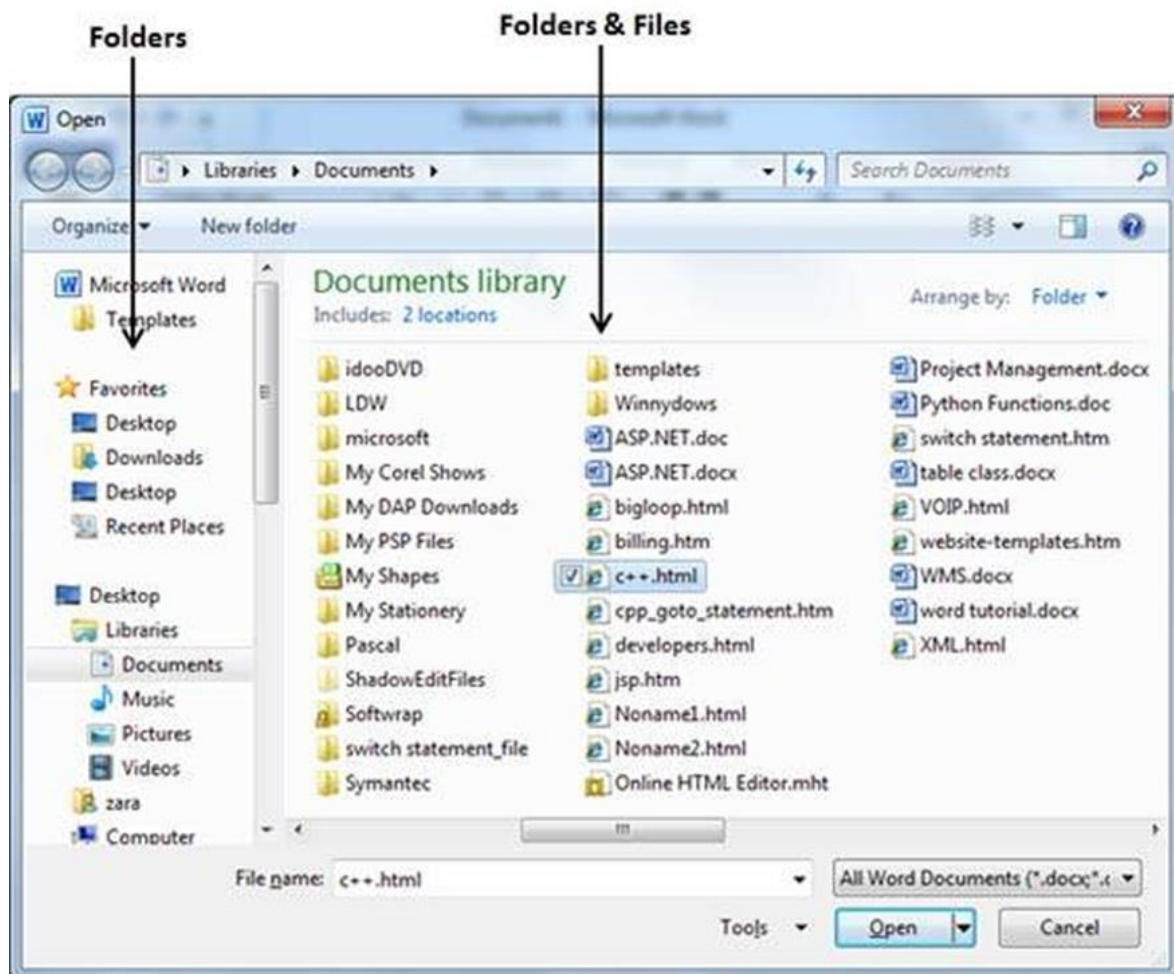 Folders
Folders & Files
Open
Libraries
Documents
Search Documents
Organize
New folder
Microsoft Word
Templates
Favorites
Desktop
Downloads
Desktop
Recent Places
Desktop
Libraries
Documents
Music
Pictures
Videos
zara
Computer
Documents library
Includes: 2 locations
Arrange by: Folder
idooDVD
LDW
microsoft
My Corel Shows
My DAP Downloads
My PSP Files
My Shapes
My Stationery
Pascal
ShadowEditFiles
Softwrap
switch statement_file
Symantec
templates
Winnydows
ASP.NET.doc
ASP.NET.docx
bigloop.html
billing.htm
c++.html
cpp_goto_statement.htm
developers.html
jsp.htm
Noname1.html
Noname2.html
Online HTML Editor.mht
Project Management.docx
Python Functions.doc
switch statement.htm
table class.docx
VOIP.html
website-templates.htm
WMS.docx
word tutorial.docx
XML.html
File name: c++.html
All Word Documents (*.docx;*.
Tools
Open
Cancel